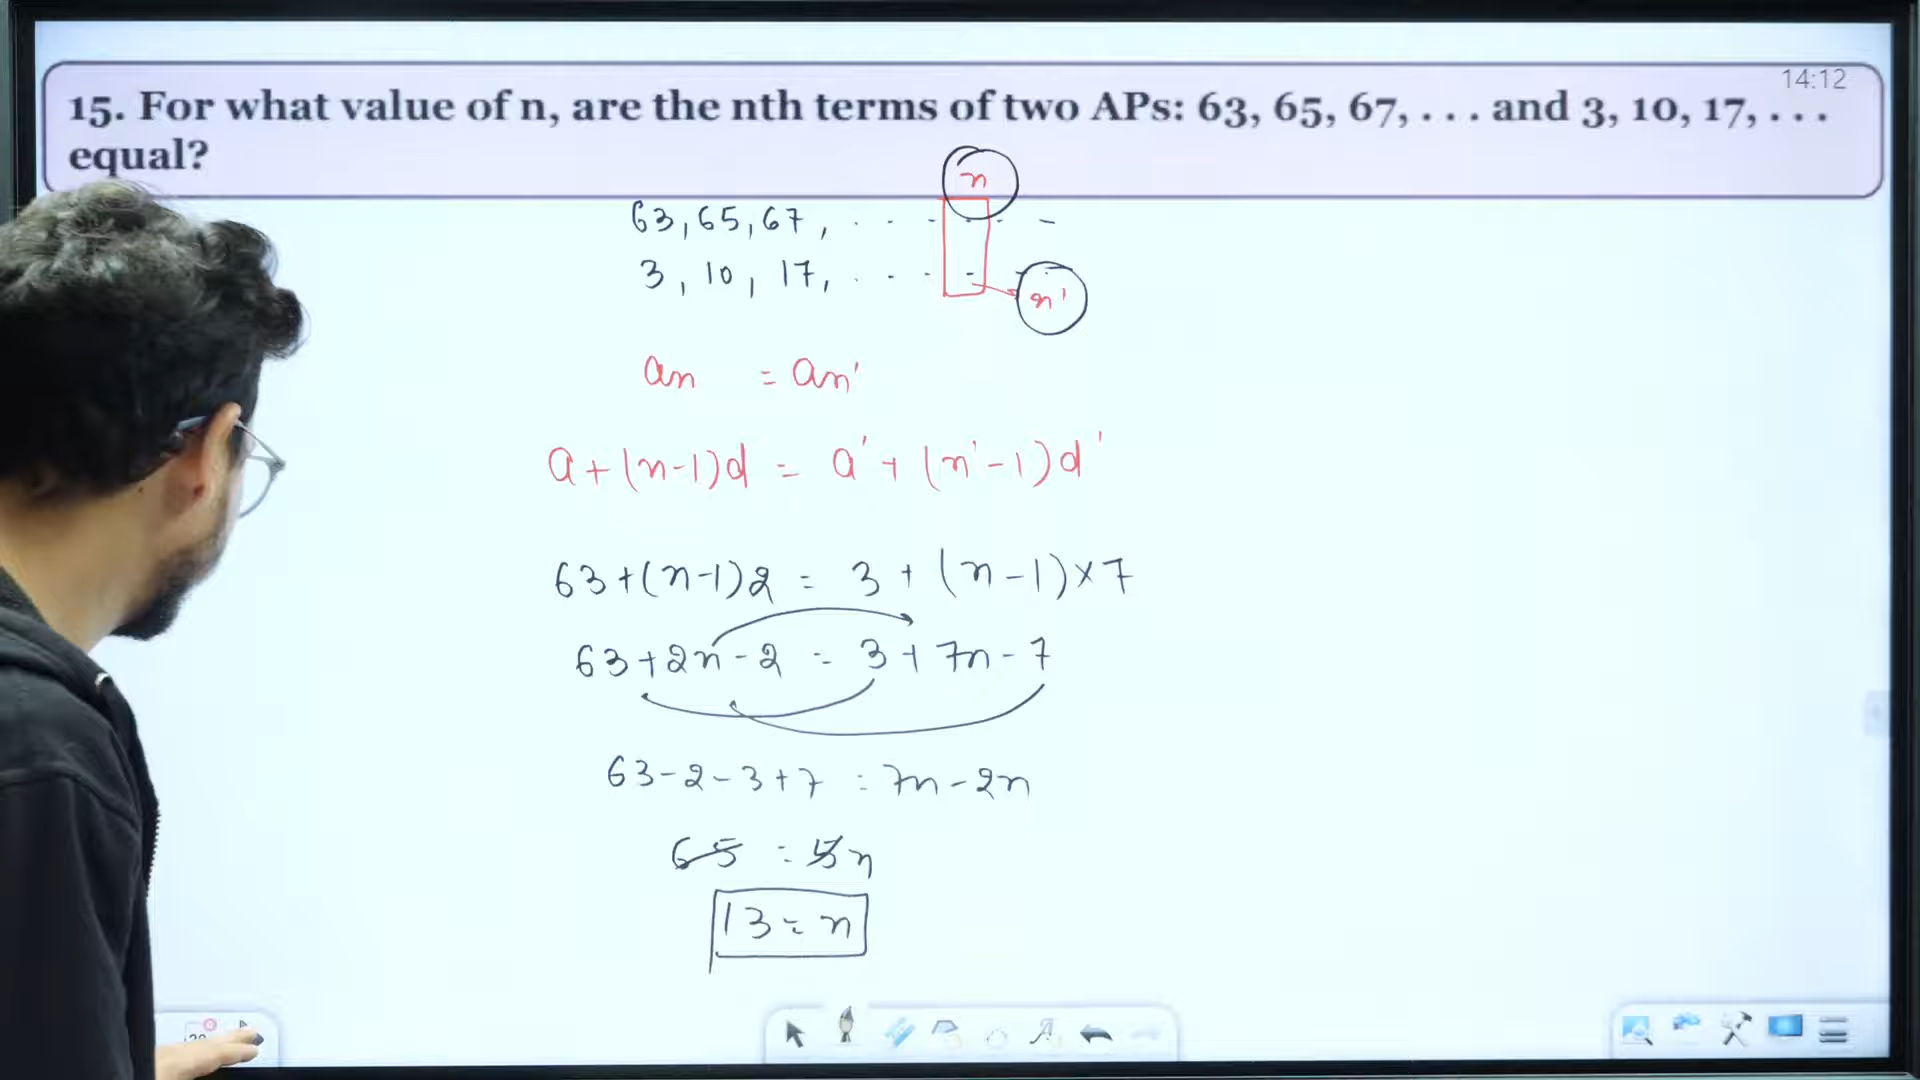 14:12
15. For what value of n, are the nth terms of two APs: 63, 65, 67, . . . and 3, 10, 17, . . .
equal?
n
63, 65, 67, . . . . . -
3, 10, 17, . . . - - .
n'
an = an'
a+(n-1)d = a' + (n'-1)d'
63+(n-1)2 = 3 + (n-1)×7
63+2n-2 = 3+7n-7
63-2-3+7 = 7n-2n
65 = 5n
13 = n